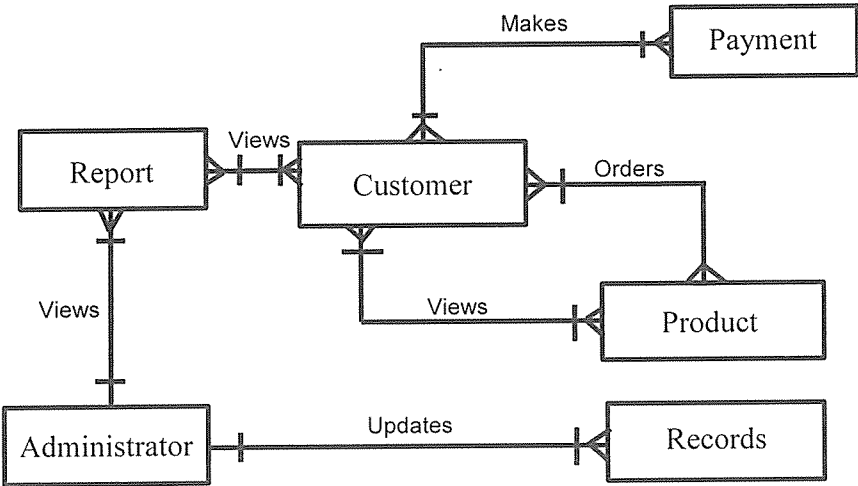 Makes
Payment
Report
Views
Customer
Orders
Views
Views
Product
Administrator
Updates
Records